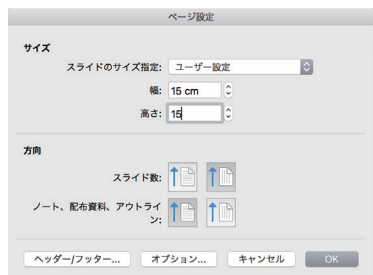 ページ設定
サイズ
スライドのサイズ指定: ユーザー設定
幅: 15 cm
高さ: 15
方向
スライド数:
ノート、配布資料、アウトライ
ン:
ヘッダー/フッター... オプション... キャンセル OK